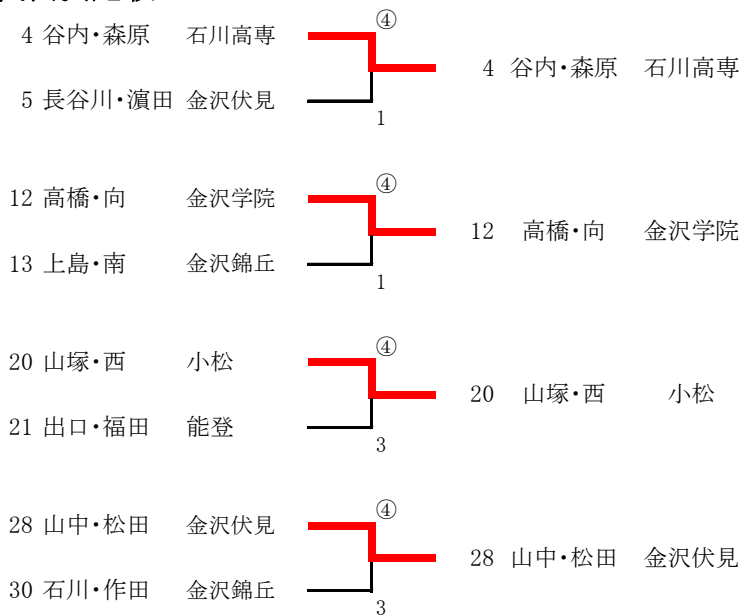 ④
4 谷内・森原 石川高専
4 谷内・森原 石川高専
5 長谷川・濵田 金沢伏見
1
④
12 高橋・向 金沢学院
12 高橋・向 金沢学院
13 上島・南 金沢錦丘
1
④
20 山塚・西 小松
20 山塚・西 小松
21 出口・福田 能登
3
④
28 山中・松田 金沢伏見
28 山中・松田 金沢伏見
30 石川・作田 金沢錦丘
3